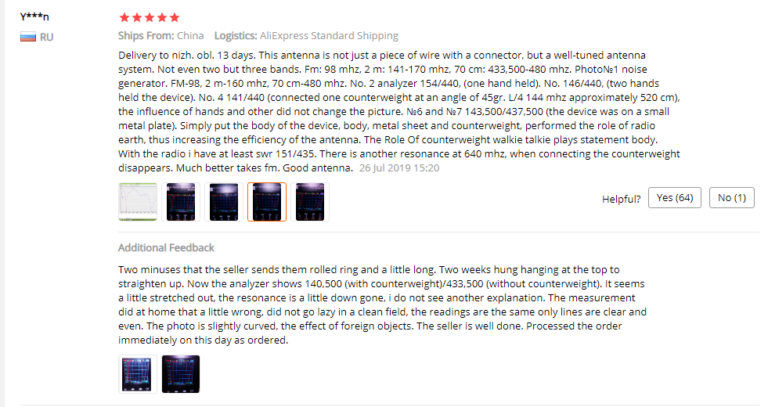 Y***n
RU
Ships From: China Logistics: AliExpress Standard Shipping
Delivery to nizh. obl. 13 days. This antenna is not just a piece of wire with a connector, but a well-tuned antenna
system. Not even two but three bands. Fm: 98 mhz, 2 m: 141-170 mhz, 70 cm: 433,500-480 mhz. Photo№1 noise
generator. FM-98, 2 m-160 mhz, 70 cm-480 mhz. No. 2 analyzer 154/440, (one hand held). No. 146/440, (two hands
held the device). No. 4 141/440 (connected one counterweight at an angle of 45gr. L/4 144 mhz approximately 520 cm),
the influence of hands and other did not change the picture. №6 and №7 143,500/437,500 (the device was on a small
metal plate). Simply put the body of the device, body, metal sheet and counterweight, performed the role of radio
earth, thus increasing the efficiency of the antenna. The Role Of counterweight walkie talkie plays statement body.
With the radio i have at least swr 151/435. There is another resonance at 640 mhz, when connecting the counterweight
disappears. Much better takes fm. Good antenna. 26 Jul 2019 15:20
Helpful? Yes (64) No (1)
Additional Feedback
Two minuses that the seller sends them rolled ring and a little long. Two weeks hung hanging at the top to
straighten up. Now the analyzer shows 140,500 (with counterweight)/433,500 (without counterweight). It seems
a little stretched out, the resonance is a little down gone, i do not see another explanation. The measurement
did at home that a little wrong, did not go lazy in a clean field, the readings are the same only lines are clear and
even. The photo is slightly curved, the effect of foreign objects. The seller is well done. Processed the order
immediately on this day as ordered.